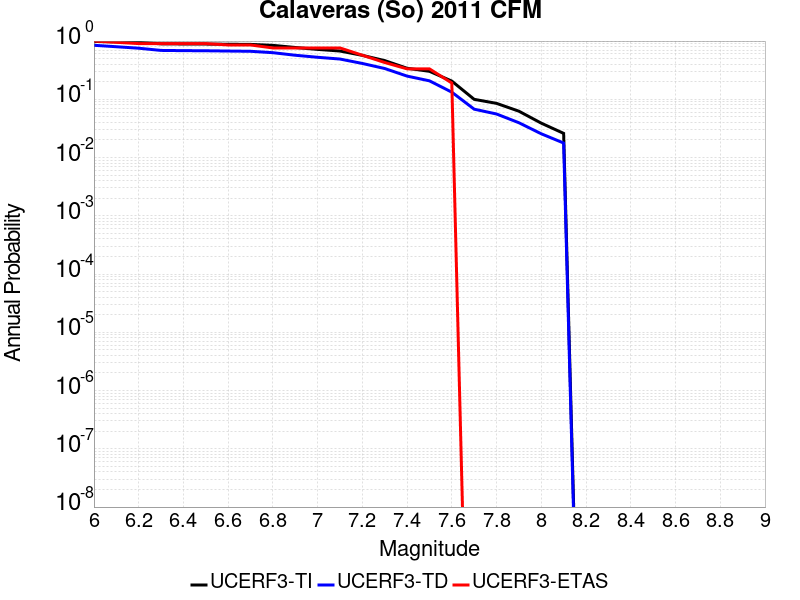 Calaveras (So) 2011 CFM
Annual Probability
10^0
10^-1
10^-2
10^-3
10^-4
10^-5
10^-6
10^-7
10^-8
6 6.2 6.4 6.6 6.8 7 7.2 7.4 7.6 7.8 8 8.2 8.4 8.6 8.8 9
Magnitude
UCERF3-TI UCERF3-TD UCERF3-ETAS